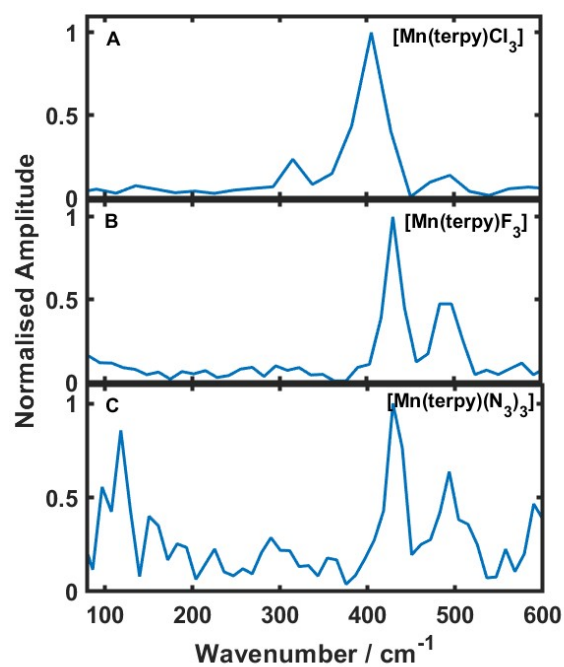 A
[Mn(terpy)Cl3]
1
0.5
0
B
[Mn(terpy)F3]
1
0.5
0
C
[Mn(terpy)(N3)3]
1
0.5
0
Normalised Amplitude
100 200 300 400 500 600
Wavenumber / cm-1